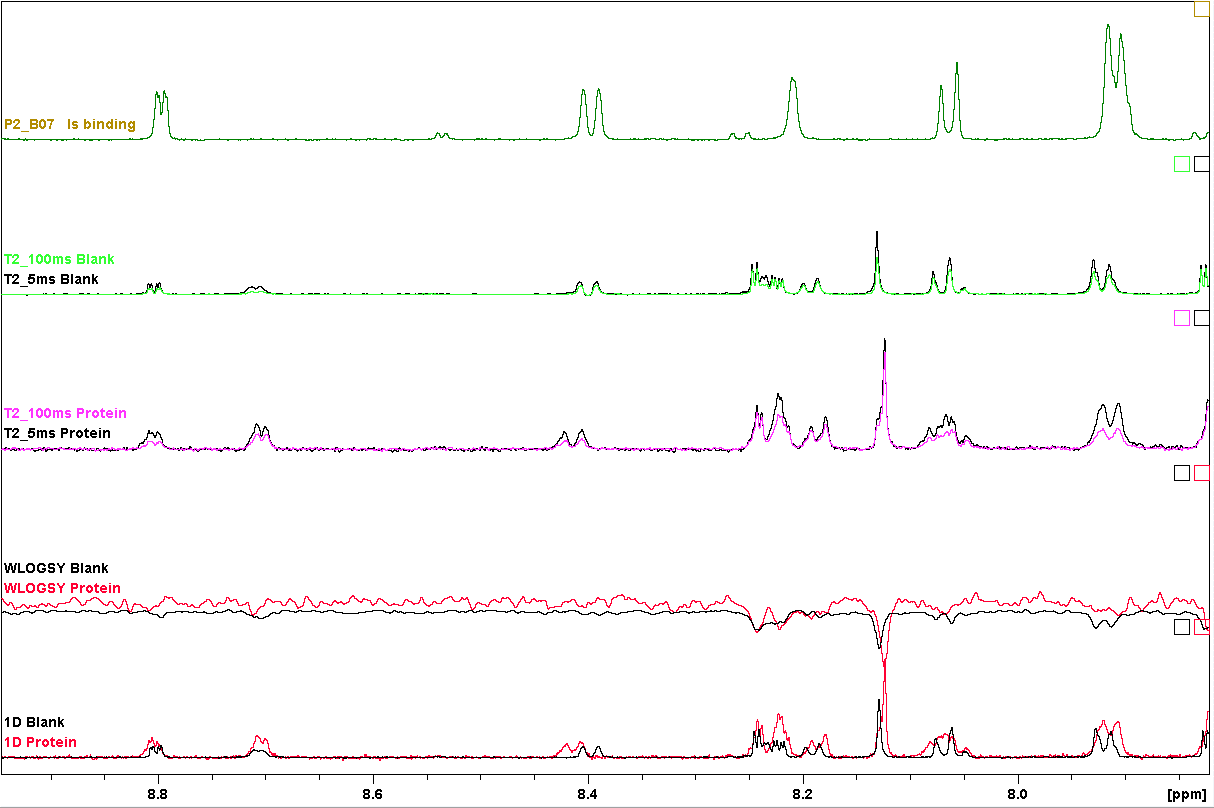 P2_B07 Is binding
T2_100ms Blank
T2_5ms Blank
T2_100ms Protein
T2_5ms Protein
WLOGSY Blank
WLOGSY Protein
1D Blank
1D Protein
8.8 8.6 8.4 8.2 8.0 [ppm]